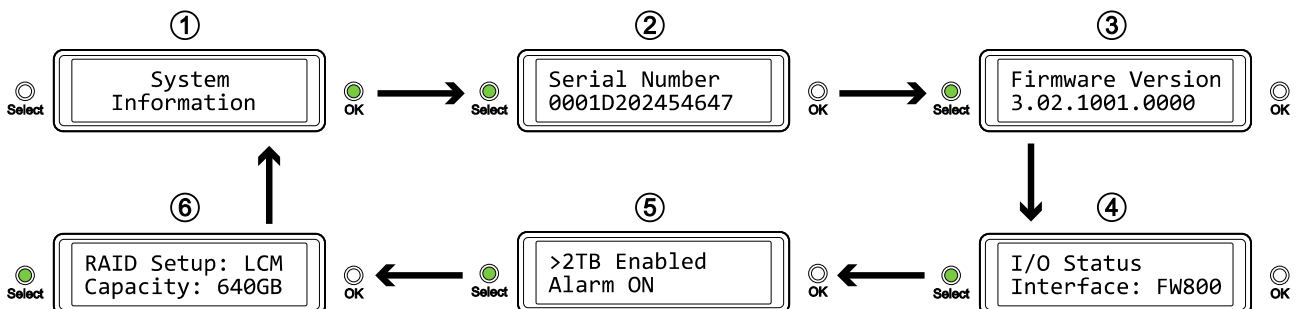 ①
System
Information
Select
OK
②
Serial Number
0001D202454647
Select
OK
③
Firmware Version
3.02.1001.0000
Select
OK
④
I/O Status
Interface: FW800
Select
OK
⑤
>2TB Enabled
Alarm ON
Select
OK
⑥
RAID Setup: LCM
Capacity: 640GB
Select
OK